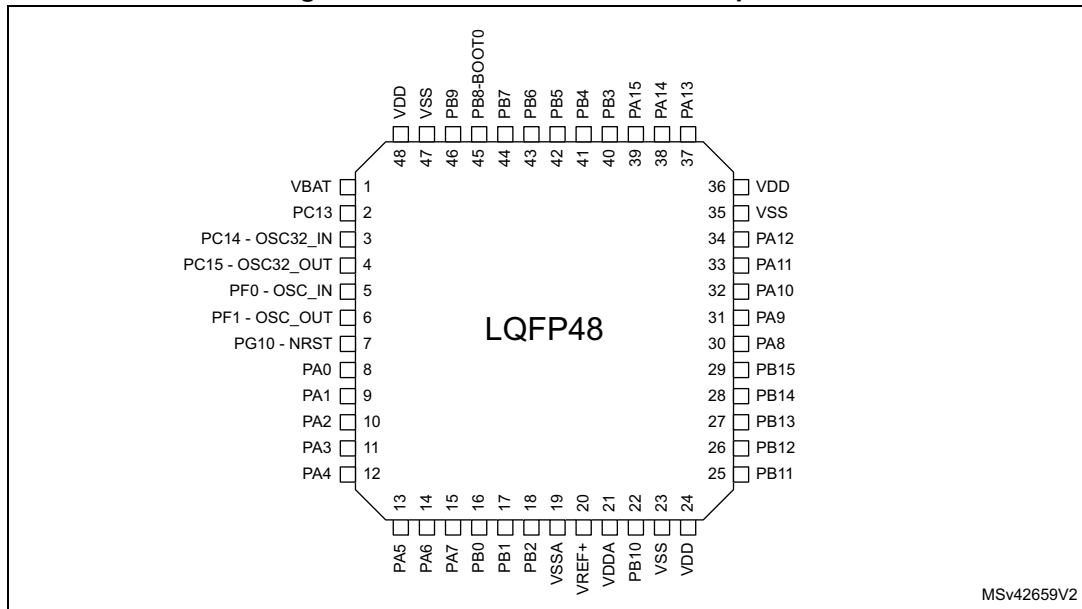 VDD
VSS
PB9
PB8-BOOT0
PB7
PB6
PB5
PB4
PB3
PA15
PA14
PA13
48
47
46
45
44
43
42
41
40
39
38
37
VBAT 1
PC13 2
PC14 - OSC32_IN 3
PC15 - OSC32_OUT 4
PF0 - OSC_IN 5
PF1 - OSC_OUT 6
PG10 - NRST 7
PA0 8
PA1 9
PA2 10
PA3 11
PA4 12
LQFP48
36 VDD
35 VSS
34 PA12
33 PA11
32 PA10
31 PA9
30 PA8
29 PB15
28 PB14
27 PB13
26 PB12
25 PB11
13
14
15
16
17
18
19
20
21
22
23
24
PA5
PA6
PA7
PB0
PB1
PB2
VSSA
VREF+
VDDA
PB10
VSS
VDD
MSv42659V2